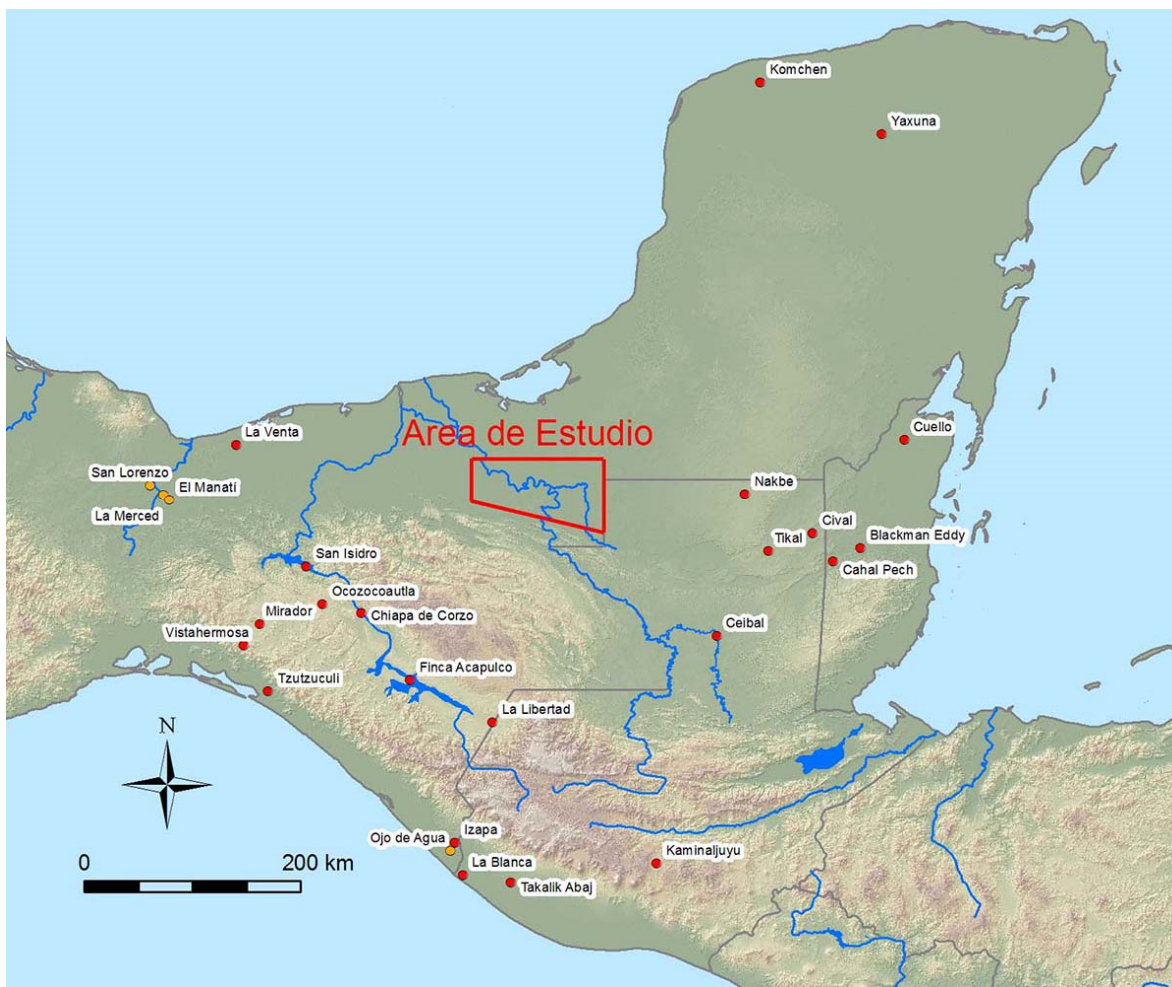 Komchen
Yaxuna
Area de Estudio
La Venta
Cuello
San Lorenzo
El Manatí
La Merced
Nakbe
Cival
Tikal
Blackman Eddy
Cahal Pech
San Isidro
Ocozocoautla
Mirador
Chiapa de Corzo
Vistahermosa
Ceibal
Finca Acapulco
Tzutzuculi
La Libertad
N
Ojo de Agua
Izapa
Kaminaljuyu
La Blanca
Takalik Abaj
0 200 km